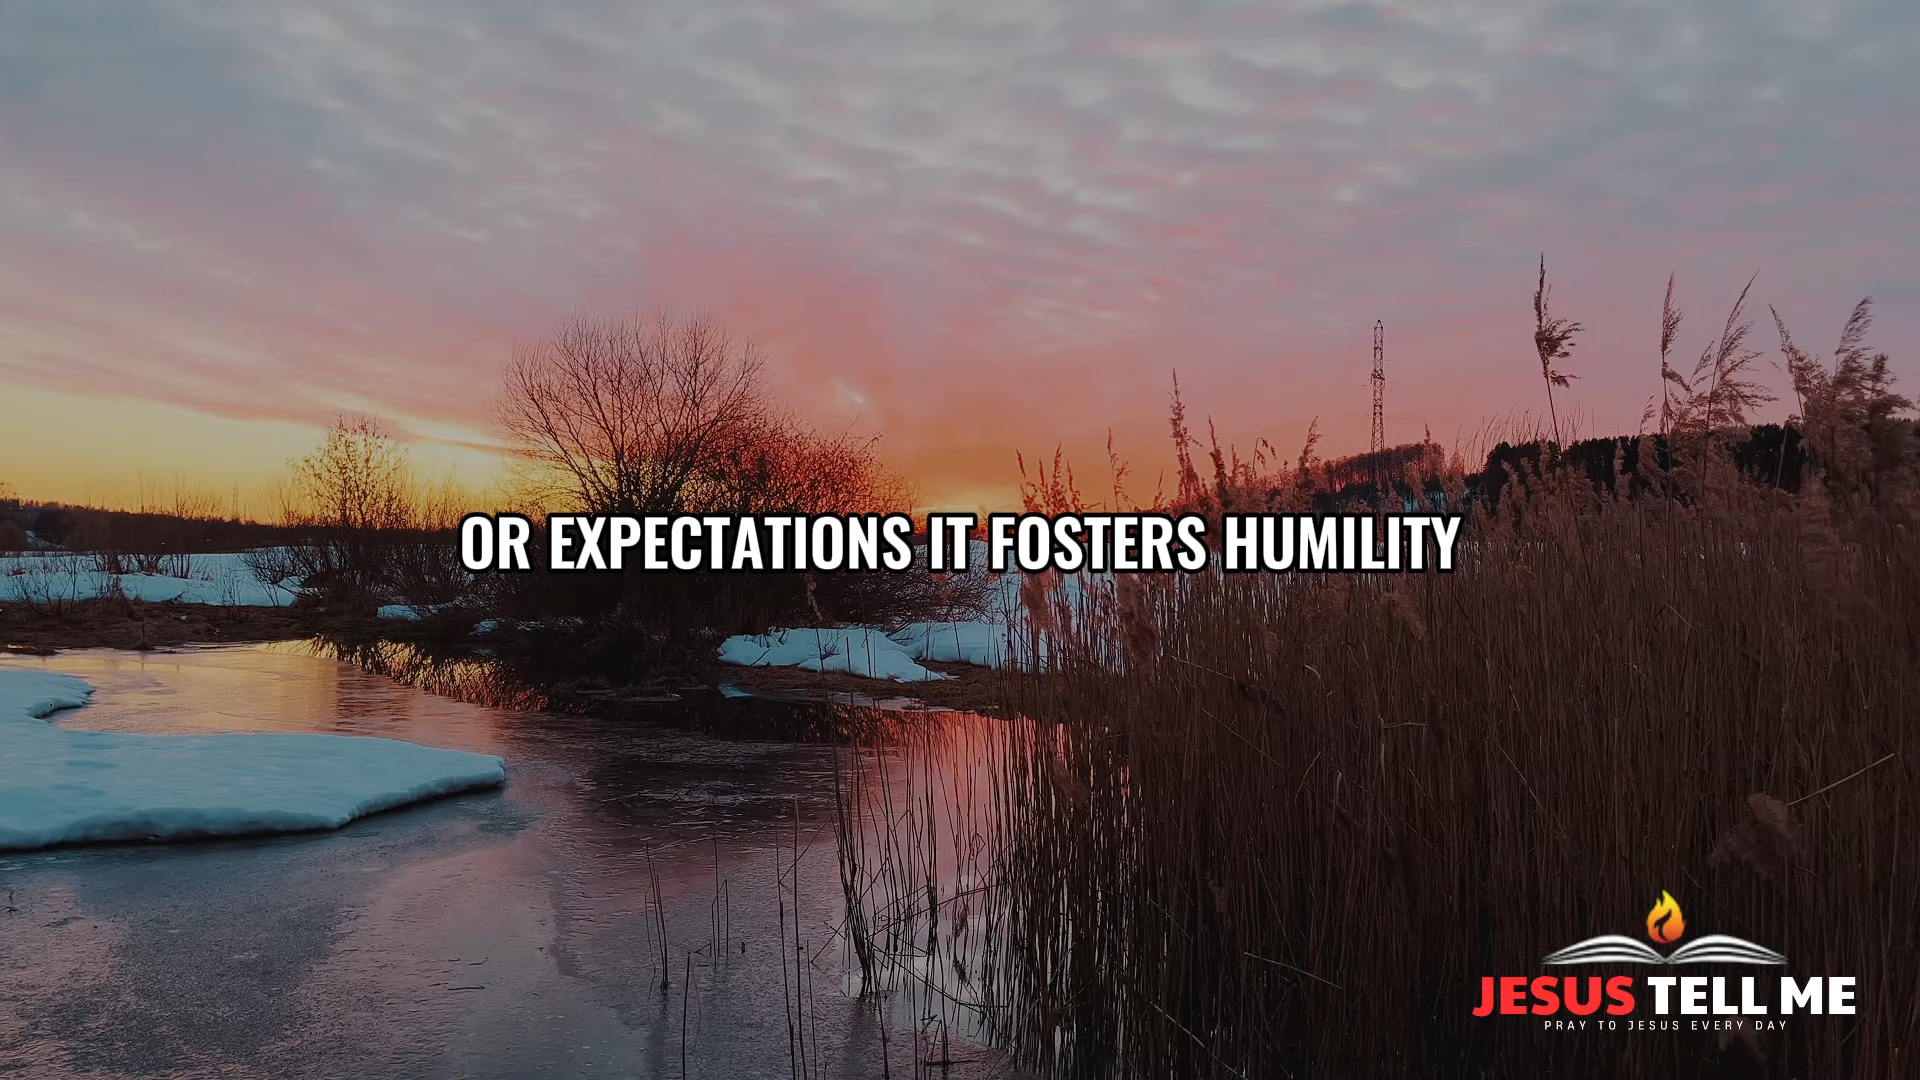 OR EXPECTATIONS IT FOSTERS HUMILITY
JESUS TELL ME
PRAY TO JESUS EVERY DAY